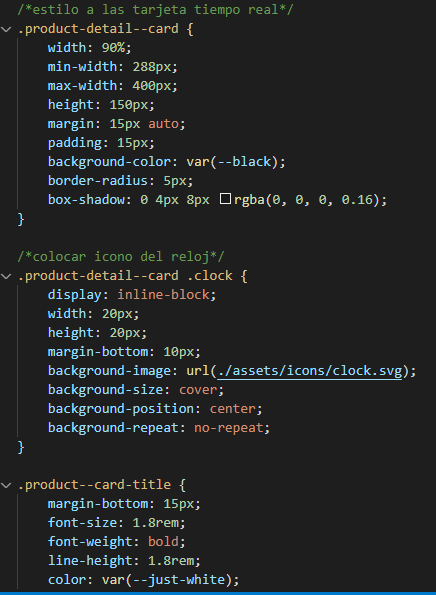 /*estilo a las tarjeta tiempo real*/
.product-detail--card {
    width: 90%;
    min-width: 288px;
    max-width: 400px;
    height: 150px;
    margin: 15px auto;
    padding: 15px;
    background-color: var(--black);
    border-radius: 5px;
    box-shadow: 0 4px 8px rgba(0, 0, 0, 0.16);
}

/*colocar icono del reloj*/
.product-detail--card .clock {
    display: inline-block;
    width: 20px;
    height: 20px;
    margin-bottom: 10px;
    background-image: url(./assets/icons/clock.svg);
    background-size: cover;
    background-position: center;
    background-repeat: no-repeat;
}

.product--card-title {
    margin-bottom: 15px;
    font-size: 1.8rem;
    font-weight: bold;
    line-height: 1.8rem;
    color: var(--just-white);